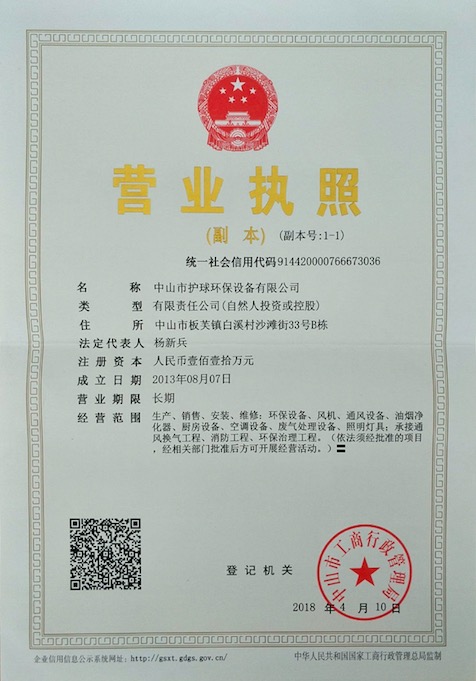 营业执照
(副 本) (副本号:1-1)
统一社会信用代码914420000766673036
名 称 中山市护球环保设备有限公司
类 型 有限责任公司(自然人投资或控股)
住 所 中山市板芙镇白溪村沙滩街33号B栋
法定代表人 杨新兵
注册资本 人民币壹佰壹拾万元
成立日期 2013年08月07日
营业期限 长期
经营范围 生产、销售、安装、维修：环保设备、风机、通风设备、油烟净
化器、厨房设备、空调设备、废气处理设备、照明灯具；承接通
风换气工程、消防工程、环保治理工程。（依法须经批准的项目
，经相关部门批准后方可开展经营活动。）〓
登记机关
中山市工商行政管理局
2018 年 4 月 10 日
企业信用信息公示系统网址: http://gsxt.gdgs.gov.cn/
中华人民共和国国家工商行政管理总局监制